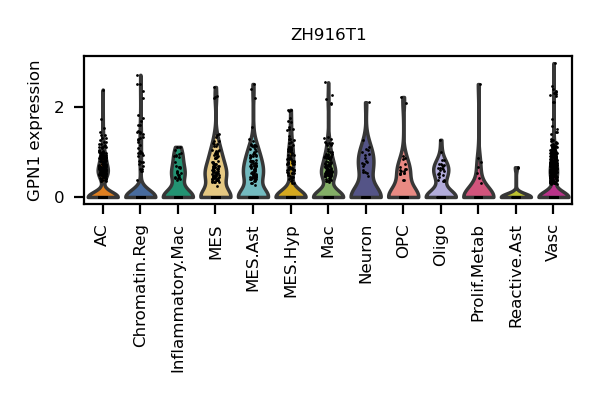 ZH916T1
GPN1 expression
2
0
AC
Chromatin.Reg
Inflammatory.Mac
MES
MES.Ast
MES.Hyp
Mac
Neuron
OPC
Oligo
Prolif.Metab
Reactive.Ast
Vasc